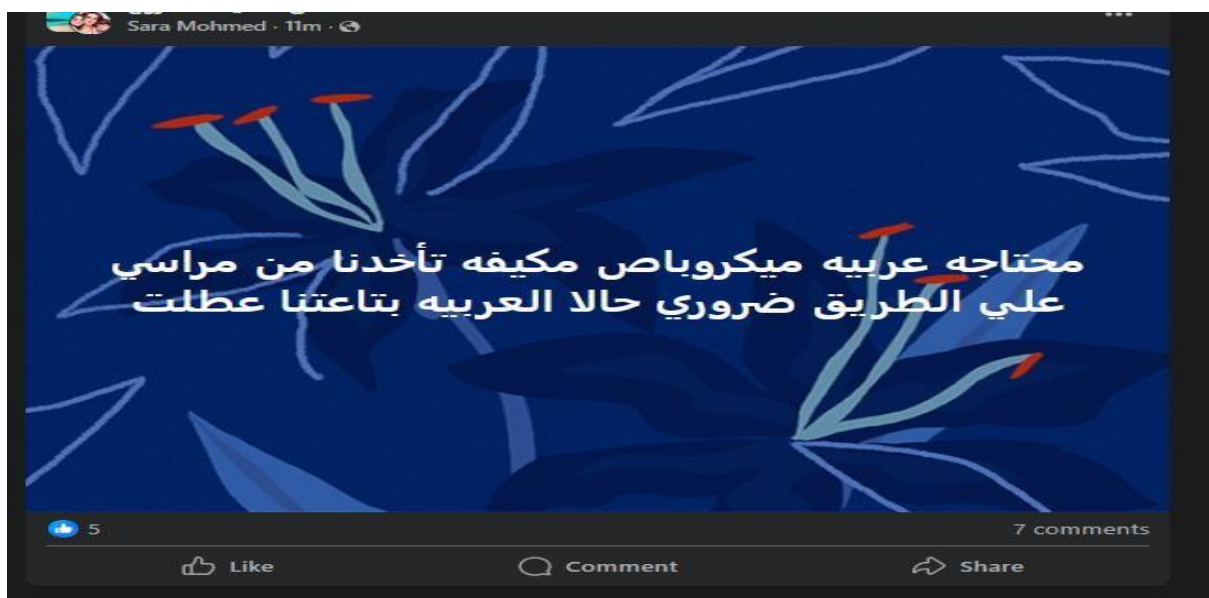 Sara Mohmed · 11m ·
محتاجه عربيه ميكروباص مكيفه تأخدنا من مراسي
علي الطريق ضروري حالا العربيه بتاعتنا عطلت
5
7 comments
Like
Comment
Share